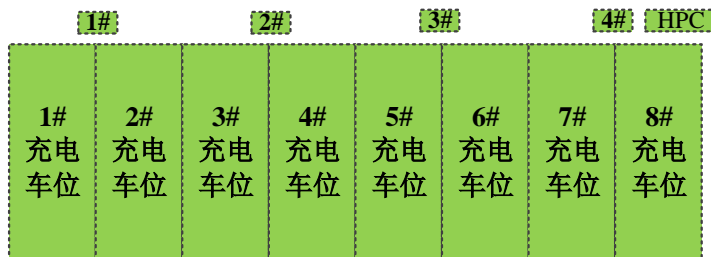 1# 2# 3# 4# HPC
1# 2# 3# 4# 5# 6# 7# 8#
充电 充电 充电 充电 充电 充电 充电 充电
车位 车位 车位 车位 车位 车位 车位 车位